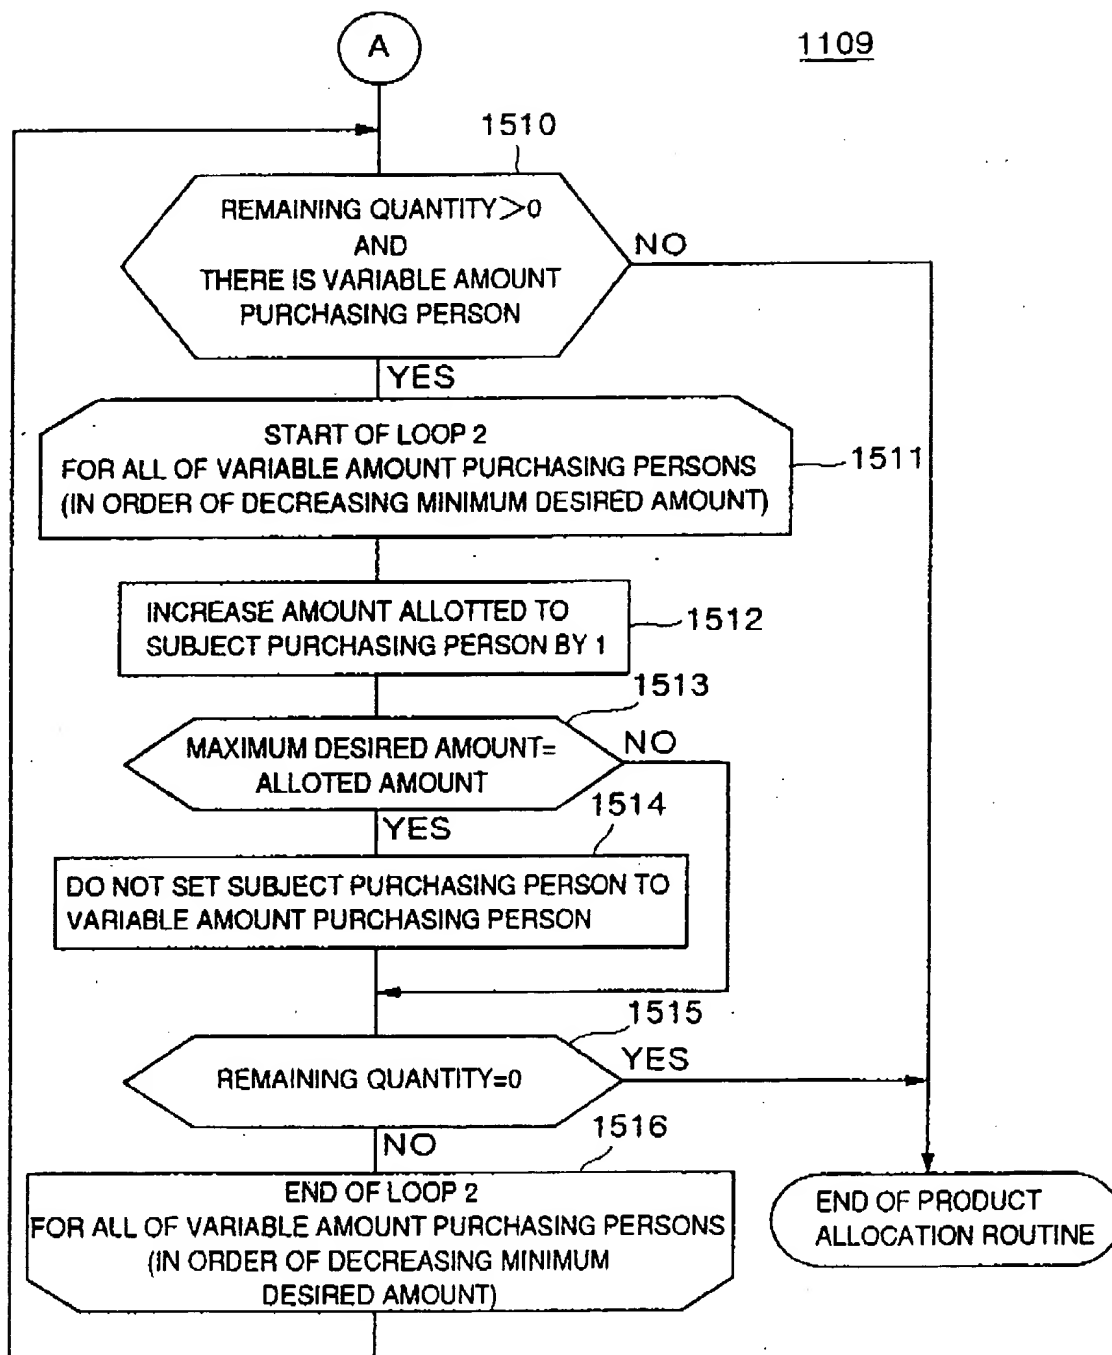 A
1109
1510
REMAINING QUANTITY>0
AND
THERE IS VARIABLE AMOUNT
PURCHASING PERSON
NO
YES
START OF LOOP 2
FOR ALL OF VARIABLE AMOUNT PURCHASING PERSONS
(IN ORDER OF DECREASING MINIMUM DESIRED AMOUNT)
1511
INCREASE AMOUNT ALLOTTED TO
SUBJECT PURCHASING PERSON BY 1
1512
1513
MAXIMUM DESIRED AMOUNT=
ALLOTED AMOUNT
NO
YES
1514
DO NOT SET SUBJECT PURCHASING PERSON TO
VARIABLE AMOUNT PURCHASING PERSON
1515
REMAINING QUANTITY=0
YES
NO
1516
END OF LOOP 2
FOR ALL OF VARIABLE AMOUNT PURCHASING PERSONS
(IN ORDER OF DECREASING MINIMUM
DESIRED AMOUNT)
END OF PRODUCT
ALLOCATION ROUTINE